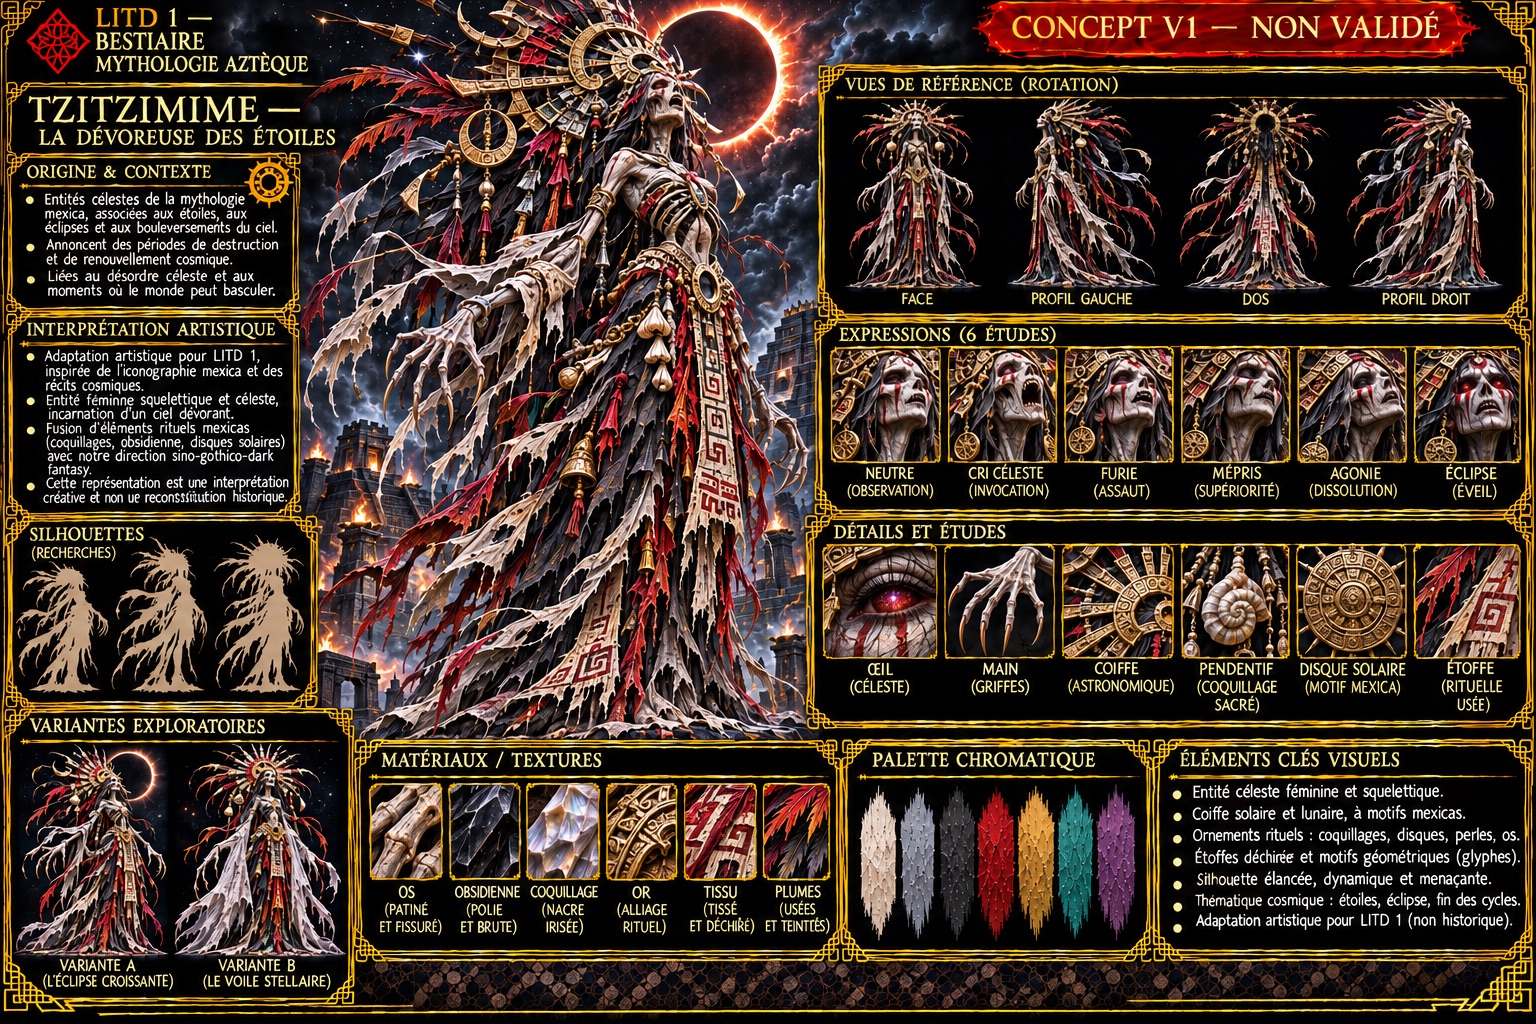 LITD 1 —
BESTIAIRE
MYTHOLOGIE AZTÈQUE
CONCEPT V1 — NON VALIDÉ
TZITZIMIME —
LA DÉVOREUSE DES ÉTOILES
ORIGINE & CONTEXTE
Entités célestes de la mythologie
mexica, associées aux étoiles, aux
éclipses et aux bouleversements du ciel.
Annoncent des périodes de destruction
et de renouvellement cosmique.
Liées au désordre céleste et aux
moments où le monde peut basculer.
INTERPRÉTATION ARTISTIQUE
Adaptation artistique pour LITD 1,
inspirée de l'iconographie mexica et des
récits cosmiques.
Entité féminne squelettique et céleste,
incarnation d'un ciel dévorant.
Fusion d'éléments rituels mexicas
(coquillages, obsidienne, disques solaires)
avec notre direction sino-gothico-dark
fantasy.
Cette représentation est une interprétation
créative et non ue reconsstitution historique.
SILHOUETTES
(RECHERCHES)
VARIANTES EXPLORATOIRES
VARIANTE A
(L'ÉCLIPSE CROISSANTE)
VARIANTE B
(LE VOILE STELLAIRE)
VUES DE RÉFÉRENCE (ROTATION)
FACE
PROFIL GAUCHE
DOS
PROFIL DROIT
EXPRESSIONS (6 ÉTUDES)
NEUTRE
(OBSERVATION)
CRI CÉLESTE
(INVOCATION)
FURIE
(ASSAUT)
MÉPRIS
(SUPÉRIORITÉ)
AGONIE
(DISSOLUTION)
ÉCLIPSE
(ÉVEIL)
DÉTAILS ET ÉTUDES
ŒIL
(CÉLESTE)
MAIN
(GRIFFES)
COIFFE
(ASTRONOMIQUE)
PENDENTIF
(COQUILLAGE
SACRÉ)
DISQUE SOLAIRE
(MOTIF MEXICA)
ÉTOFFE
(RITUELLE
USÉE)
MATÉRIAUX / TEXTURES
OS
(PATINÉ
ET FISSURÉ)
OBSIDIENNE
(POLIE
ET BRUTE)
COQUILLAGE
(NACRE
IRISÉE)
OR
(ALLIAGE
RITUEL)
TISSU
(TISSÉ
ET DÉCHIRÉ)
PLUMES
(USÉES
ET TEINTÉES)
PALETTE CHROMATIQUE
ÉLÉMENTS CLÉS VISUELS
Entité céleste féminine et squelettique.
Coiffe solaire et lunaire, à motifs mexicas.
Ornements rituels : coquillages, disques, perles, os.
Étoffes déchirée et motifs géométriques (glyphes).
Silhouette élancée, dynamique et menaçante.
Thématique cosmique : étoiles, éclipse, fin des cycles.
Adaptation artistique pour LITD 1 (non historique).